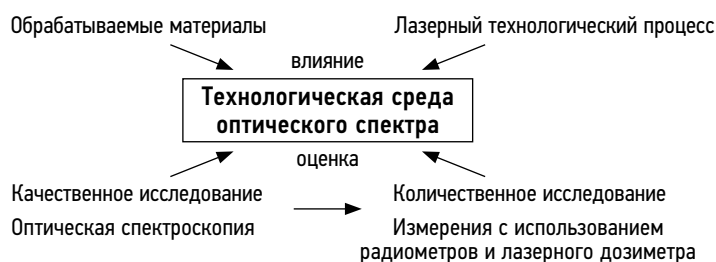 Обрабатываемые материалы
Лазерный технологический процесс
влияние
Технологическая среда
оптического спектра
оценка
Качественное исследование
Количественное исследование
Оптическая спектроскопия
Измерения с использованием
радиометров и лазерного дозиметра